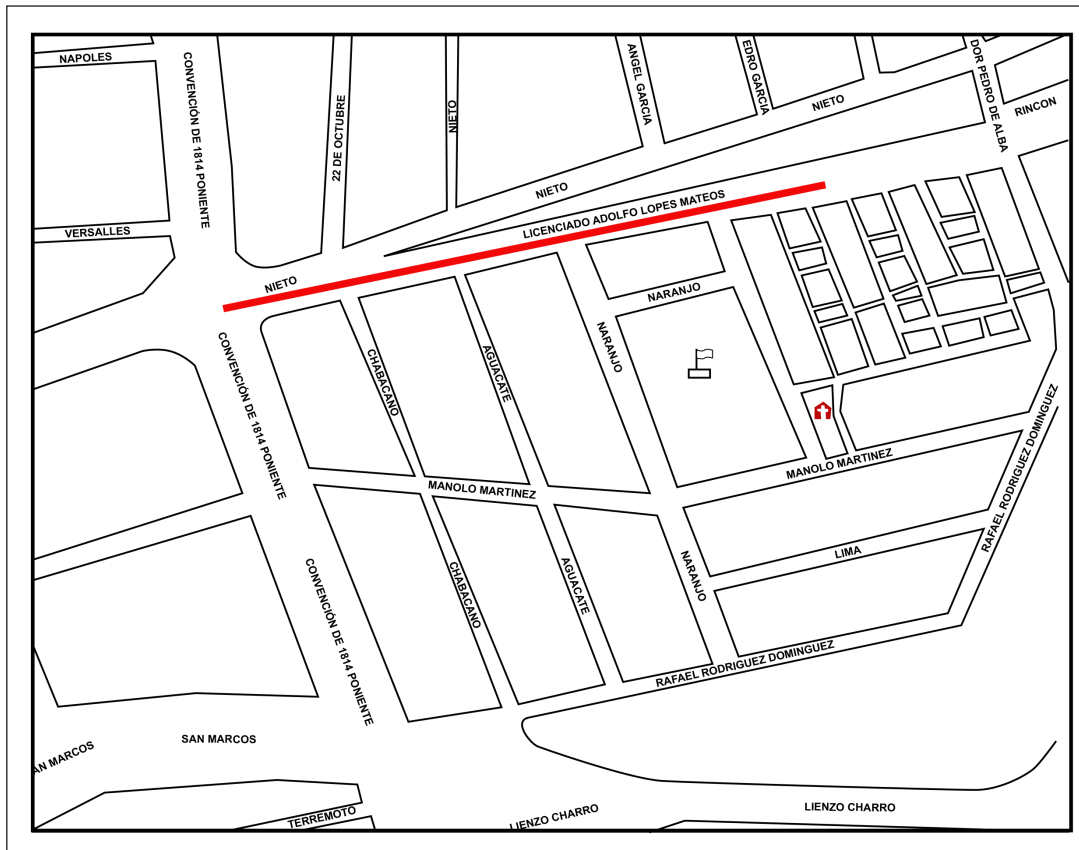 NAPOLES
CONVENCIÓN DE 1814 PONIENTE
22 DE OCTUBRE
NIETO
ANGEL GARCIA
EDRO GARCIA
NIETO
DOR PEDRO DE ALBA
RINCON
NIETO
VERSALLES
LICENCIADO ADOLFO LOPES MATEOS
NIETO
NARANJO
CONVENCIÓN DE 1814 PONIENTE
CHABACANO
AGUACATE
NARANJO
MANOLO MARTINEZ
MANOLO MARTINEZ
RAFAEL RODRIGUEZ DOMINGUEZ
LIMA
CONVENCIÓN DE 1814 PONIENTE
CHABACANO
AGUACATE
NARANJO
RAFAEL RODRIGUEZ DOMINGUEZ
SAN MARCOS
AN MARCOS
TERREMOTO
LIENZO CHARRO
LIENZO CHARRO